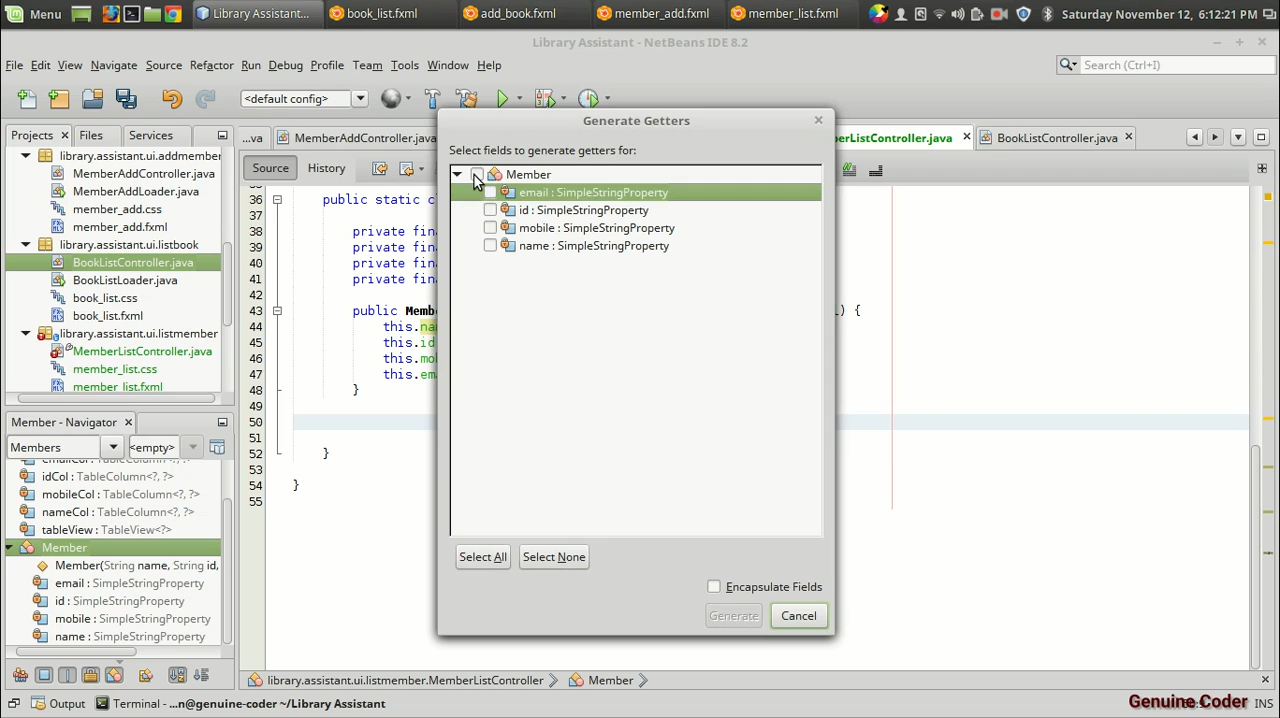 Menu
Library Assistant...
book_list.fxml
add_book.fxml
member_add.fxml
member_list.fxml
Saturday November 12, 6:12:21 PM
Library Assistant - NetBeans IDE 8.2
File Edit View Navigate Source Refactor Run Debug Profile Team Tools Window Help
Search (Ctrl+I)
<default config>
Projects
Files
Services
...va
MemberAddController.java
erListController.java
BookListController.java
Source
History
library.assistant.ui.addmember
MemberAddController.java
MemberAddLoader.java
member_add.css
member_add.fxml
library.assistant.ui.listbook
BookListController.java
BookListLoader.java
book_list.css
book_list.fxml
library.assistant.ui.listmember
MemberListController.java
member_list.css
member_list.fxml
Member - Navigator
Members
<empty>
idCol : TableColumn<?, ?>
mobileCol : TableColumn<?, ?>
nameCol : TableColumn<?, ?>
tableView : TableView<?>
Member
Member(String name, String id,
email : SimpleStringProperty
id : SimpleStringProperty
mobile : SimpleStringProperty
name : SimpleStringProperty
36 public static cl
37
38 private fin
39 private fin
40 private fin
41 private fin
42
43 public Memb l) {
44 this.na
45 this.id
46 this.mo
47 this.em
48 }
49
50
51
52 }
53
54 }
55
Generate Getters
Select fields to generate getters for:
Member
email : SimpleStringProperty
id : SimpleStringProperty
mobile : SimpleStringProperty
name : SimpleStringProperty
Select All
Select None
Encapsulate Fields
Generate
Cancel
library.assistant.ui.listmember.MemberListController
Member
Output
Terminal - ...n@genuine-coder ~/Library Assistant
Genuine Coder
INS